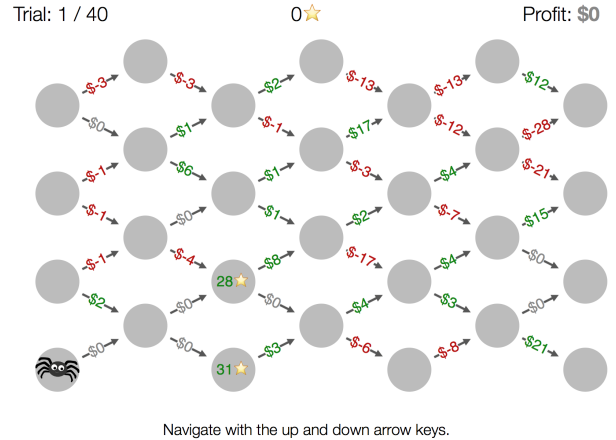 Trial: 1 / 40 0⭐ Profit: $0
$-3 $-3 $2 $-13 $-13 $12
$0 $1 $-1 $17 $-12 $-28
$-1 $6 $1 $-3 $4 $-21
$-1 $0 $1 $2 $-7 $15
$-1 $-4 $8 $-17 $4 $0
28⭐
$2 $0 $0 $4 $3 $0
$0 $0 $3 $-6 $-8 $21
31⭐
Navigate with the up and down arrow keys.